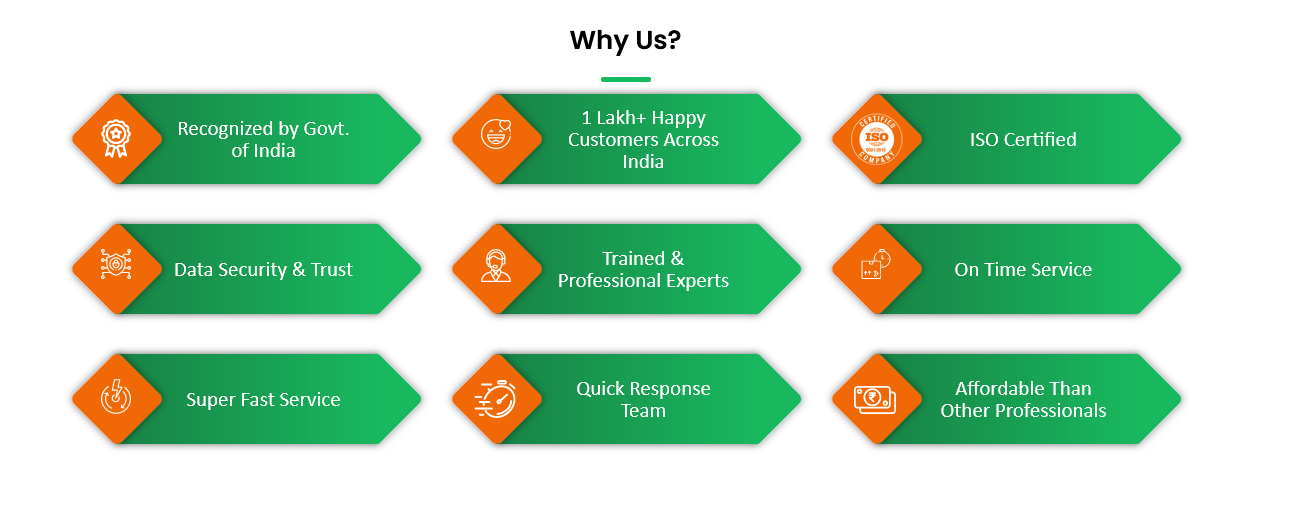 Why Us?
Recognized by Govt.
of India
1 Lakh+ Happy
Customers Across
India
CERTIFIED
ISO
9001:2015
COMPANY
ISO Certified
Data Security & Trust
Trained &
Professional Experts
On Time Service
Super Fast Service
Quick Response
Team
₹
Affordable Than
Other Professionals